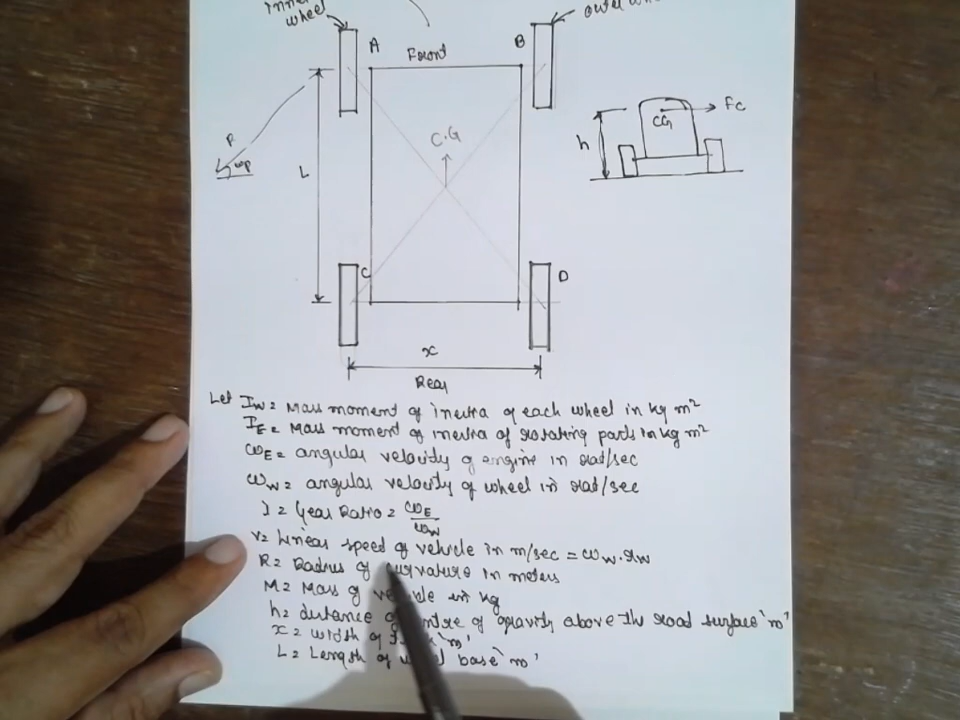 inner
wheel
outer
A
B
Front
C.G
R
ωp
L
h
CG
Fc
C
D
x
Rear
Let Iw = Mass moment of inertia of each wheel in kg m²
IE = Mass moment of inertia of rotating parts in kg m²
ωE = angular velocity of engine in rad/sec
ωw = angular velocity of wheel in rad/sec
= Gear Ratio = ωE/ωw
V = Linear speed of vehicle in m/sec = ωw.rw
R = Radius of curvature in meters
M = Mass of vehicle in kg
h = distance of centre of gravity above the road surface 'm'
x = width of 'm'
L = Length of wheel base 'm'